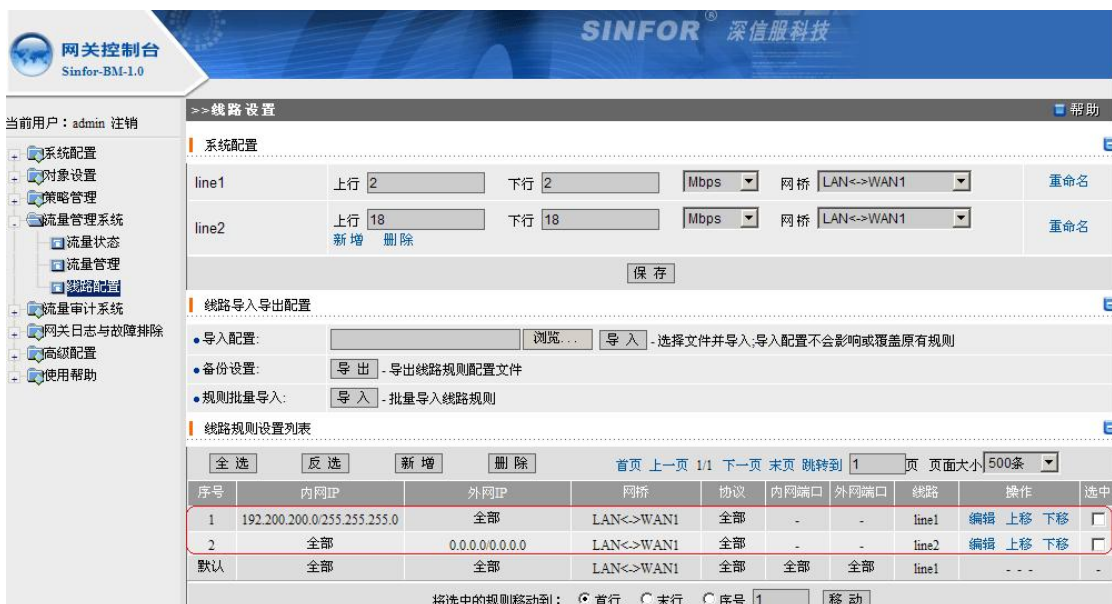 SINFOR® 深信服科技
网关控制台
Sinfor-BM-1.0
当前用户：admin 注销
系统配置
对象设置
策略管理
流量管理系统
流量状态
流量管理
线路配置
流量审计系统
网关日志与故障排除
高级配置
使用帮助
>>线路设置 帮助
系统配置
line1 上行 2 下行 2 Mbps 网桥 LAN<->WAN1 重命名
line2 上行 18 下行 18 Mbps 网桥 LAN<->WAN1 重命名
新增 删除
保存
线路导入导出配置
导入配置: 浏览... 导入 -选择文件并导入;导入配置不会影响或覆盖原有规则
备份设置: 导出 -导出线路规则配置文件
规则批量导入: 导入 -批量导入线路规则
线路规则设置列表
全选 反选 新增 删除 首页 上一页 1/1 下一页 末页 跳转到 1 页 页面大小 500条
序号 内网IP 外网IP 网桥 协议 内网端口 外网端口 线路 操作 选中
1 192.200.200.0/255.255.255.0 全部 LAN<->WAN1 全部 - - line1 编辑 上移 下移
2 全部 0.0.0.0/0.0.0.0 LAN<->WAN1 全部 - - line2 编辑 上移 下移
默认 全部 全部 LAN<->WAN1 全部 全部 全部 line1 - - - -
将选中的规则移动到： 首行 末行 序号 1 移动